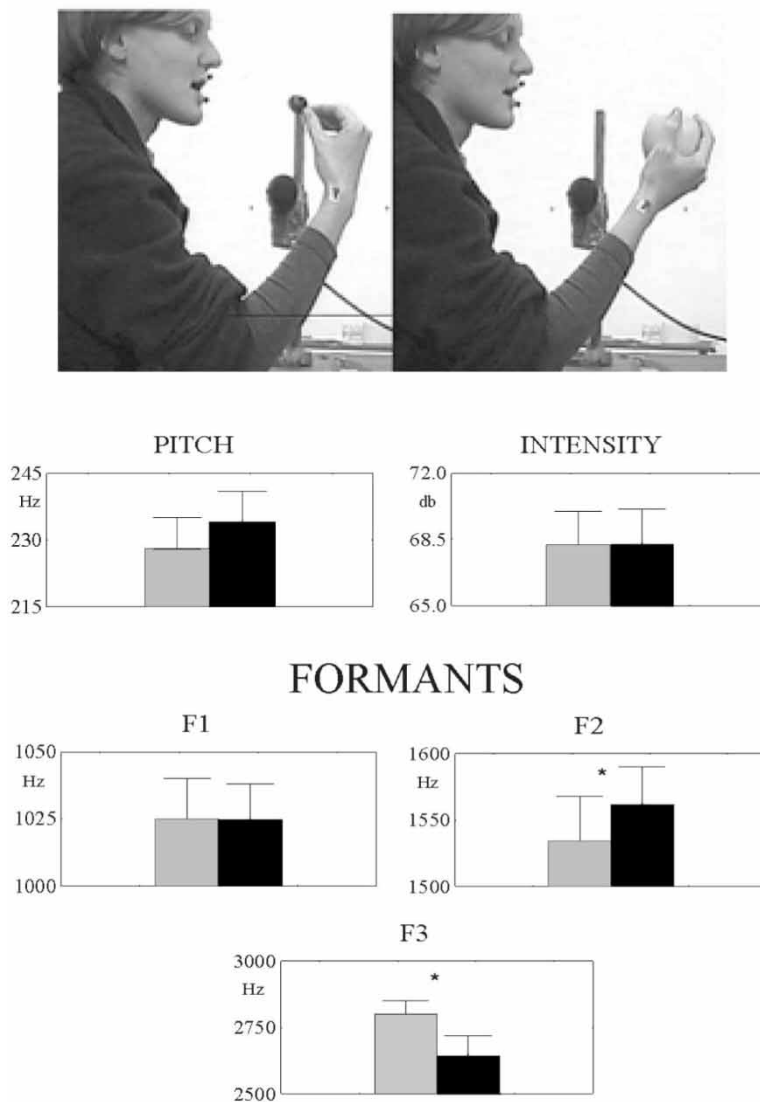 PITCH
245
Hz
230
215
INTENSITY
72.0
db
68.5
65.0
FORMANTS
F1
1050
Hz
1025
1000
F2
1600
Hz
*
1550
1500
F3
3000
Hz
*
2750
2500